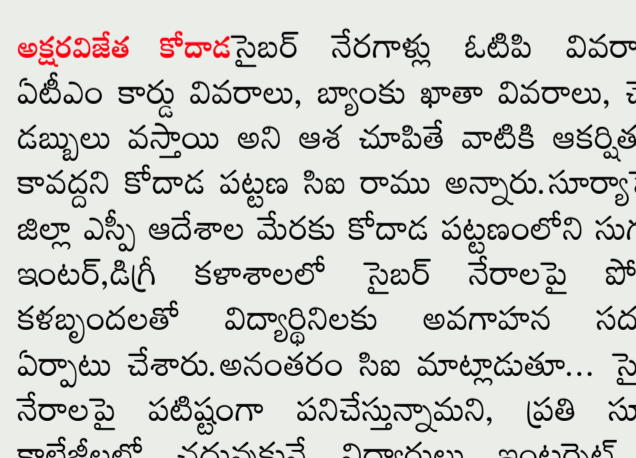 అక్షరవిజేత కోదాడసైబర్ నేరగాళ్లు ఓటిపి
ఏటీఎం కార్డు వివరాలు, బ్యాంకు ఖాతా వివరాలు,
డబ్బులు వస్తాయి అని ఆశ చూపితే వాటికి
కావద్దని కోదాడ పట్టణ సిఐ రాము అన్నారు.
జిల్లా ఎస్పీ ఆదేశాల మేరకు కోదాడ పట్టణంలోని
ఇంటర్,డిగ్రీ కళాశాలలో సైబర్ నేరాలపై
కళబృందలతో విద్యార్థినిలకు అవగాహన
ఏర్పాటు చేశారు.అనంతరం సిఐ మాట్లాడుతూ...
నేరాలపై పటిష్టంగా పనిచేస్తున్నామని, ప్రతి